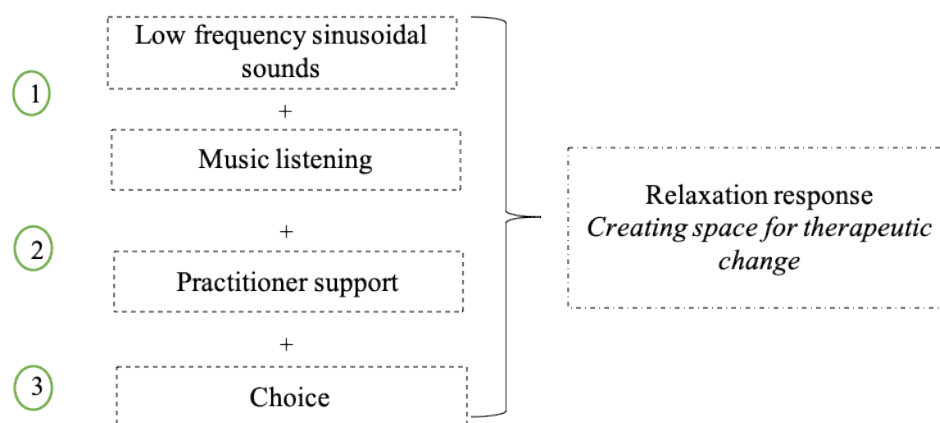 Low frequency sinusoidal
sounds
1
+
Music listening
+
2
Practitioner support
+
3
Choice
Relaxation response
Creating space for therapeutic
change